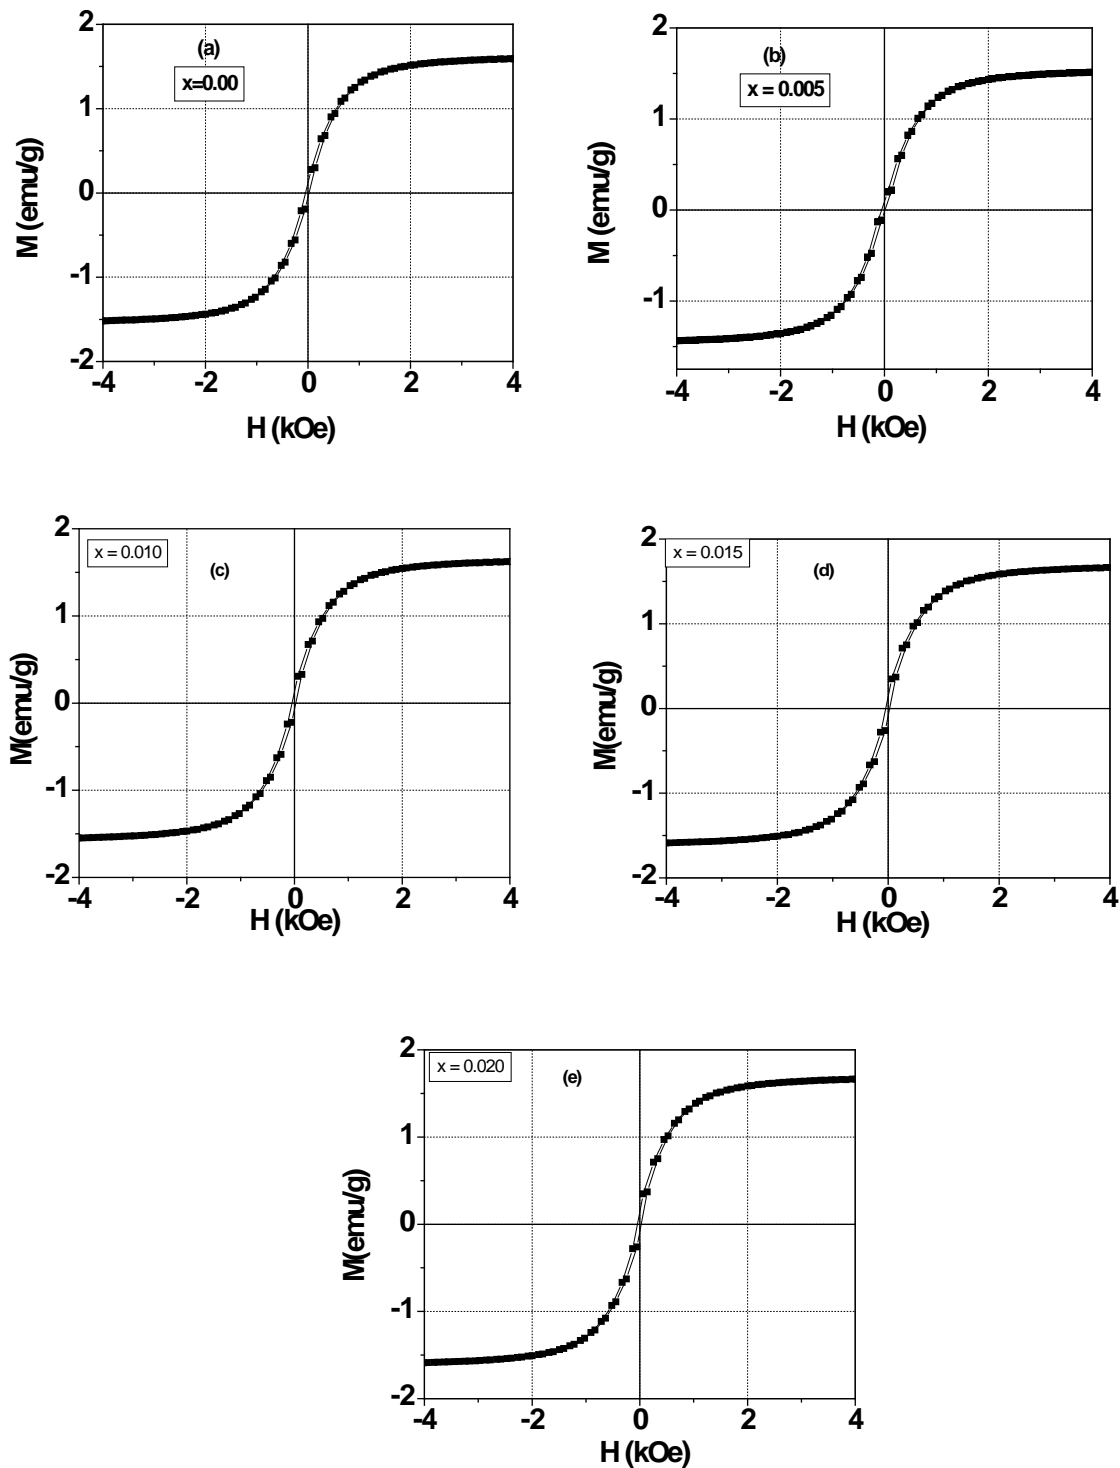 (a)
x=0.00
2
1
0
-1
-2
M (emu/g)
-4 -2 0 2 4
H (kOe)
(b)
x = 0.005
2
1
0
-1
M (emu/g)
-4 -2 0 2 4
H (kOe)
x = 0.010
(c)
2
1
0
-1
-2
M(emu/g)
-4 -2 0 2 4
H (kOe)
x = 0.015
(d)
2
1
0
-1
-2
M(emu/g)
-4 -2 0 2 4
H (kOe)
x = 0.020
(e)
2
1
0
-1
-2
M(emu/g)
-4 -2 0 2 4
H (kOe)